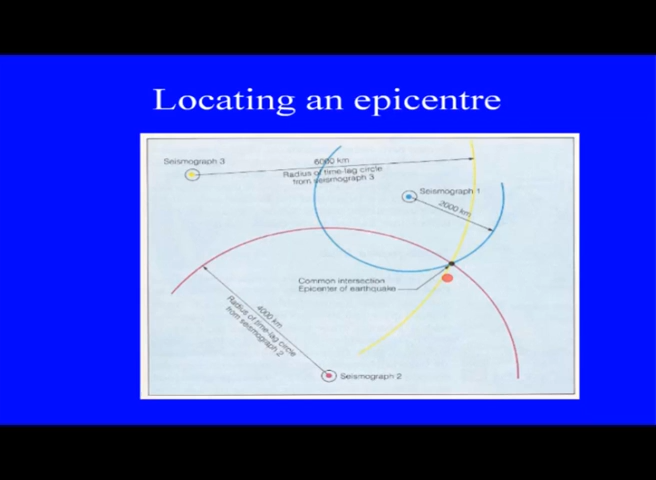 Locating an epicentre
Seismograph 3
6000 km
Radius of time-lag circle
from seismograph 3
Seismograph 1
2000 km
Common intersection
Epicenter of earthquake
4000 km
Radius of time-lag circle
from seismograph 2
Seismograph 2